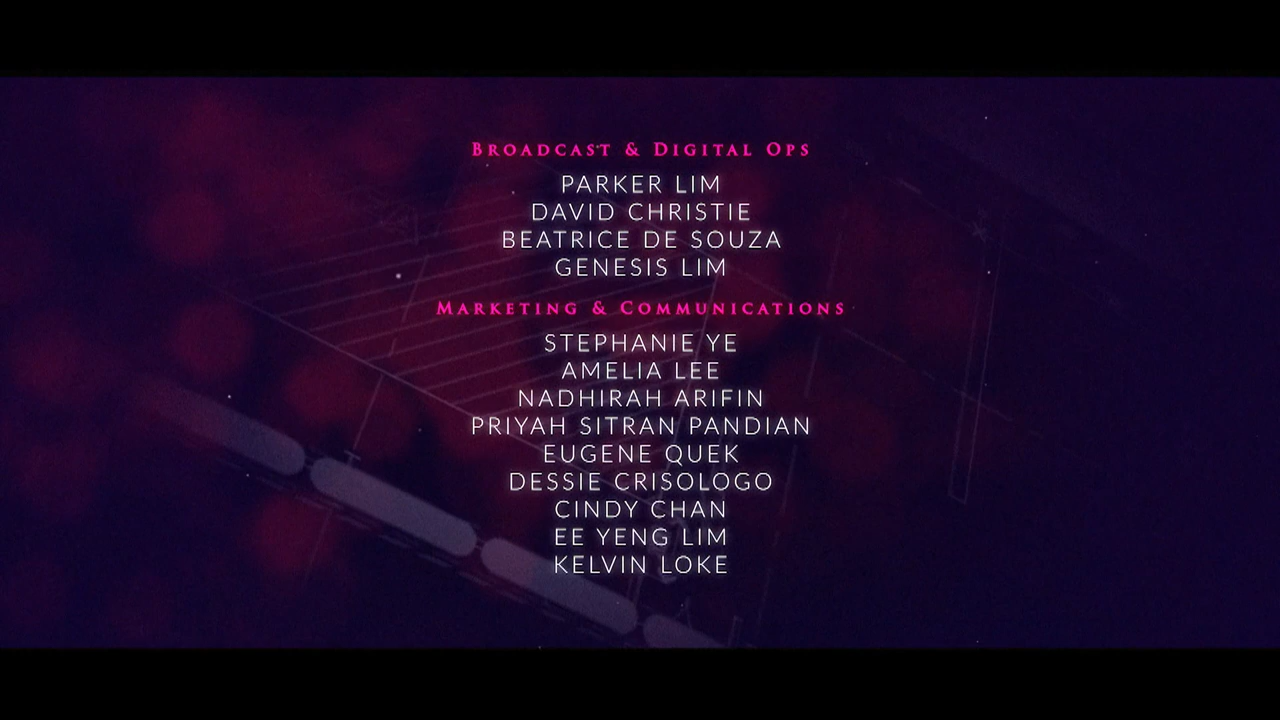 BROADCAST & DIGITAL OPS
PARKER LIM
DAVID CHRISTIE
BEATRICE DE SOUZA
GENESIS LIM
MARKETING & COMMUNICATIONS
STEPHANIE YE
AMELIA LEE
NADHIRAH ARIFIN
PRIYAH SITRAN PANDIAN
EUGENE QUEK
DESSIE CRISOLOGO
CINDY CHAN
EE YENG LIM
KELVIN LOKE